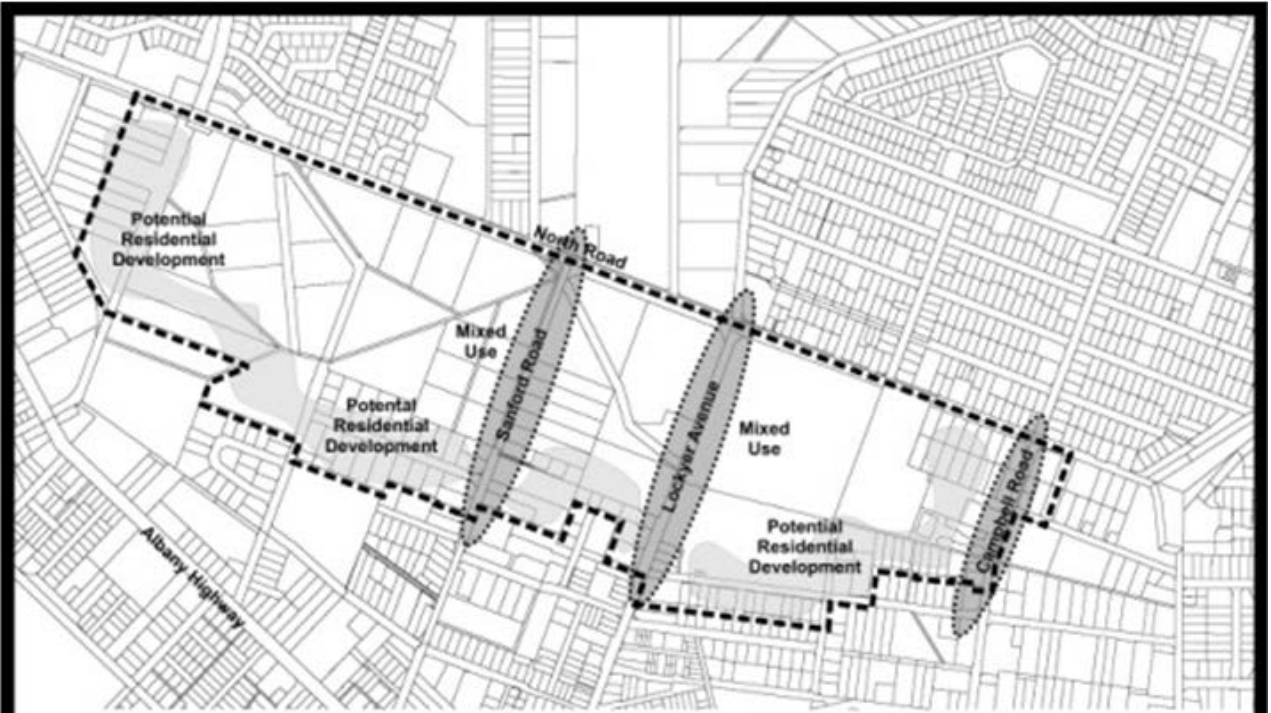 North Road
Potential
Residential
Development
Mixed
Use
Sanford Road
Potental
Residential
Development
Lockyer Avenue
Mixed
Use
Potential
Residential
Development
Campbell Road
Albany Highway